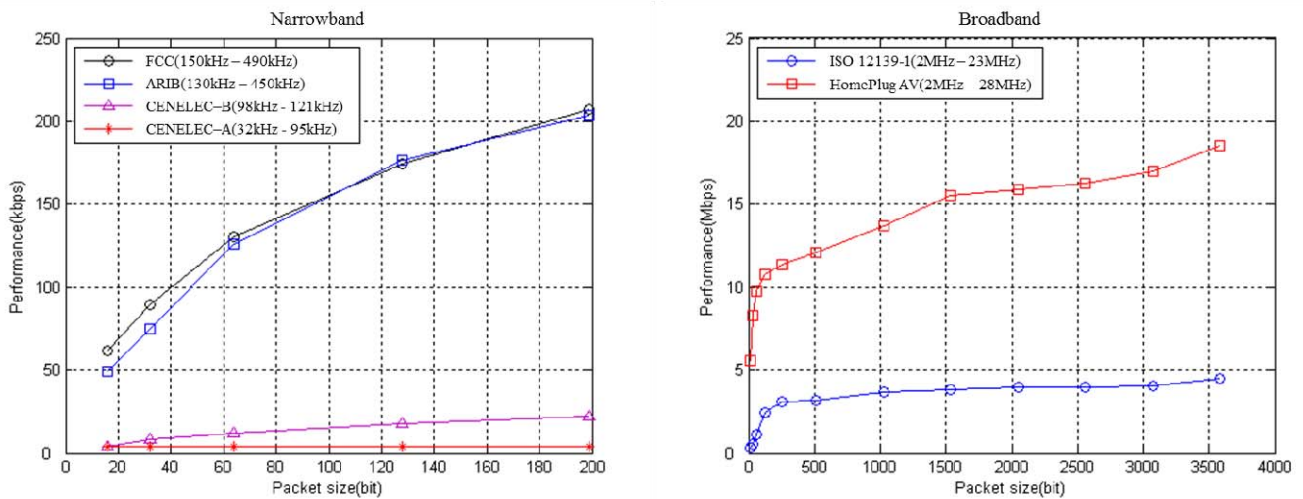 Narrowband
250
200
150
100
50
0
Performance(kbps)
FCC(150kHz – 490kHz)
ARIB(130kHz – 450kHz)
CENELEC–B(98kHz - 121kHz)
CENELEC–A(32kHz - 95kHz)
0 20 40 60 80 100 120 140 160 180 200
Packet size(bit)
Broadband
25
20
15
10
5
0
Performance(Mbps)
ISO 12139-1(2MHz – 23MHz)
HomePlug AV(2MHz 28MHz)
0 500 1000 1500 2000 2500 3000 3500 4000
Packet size(bit)